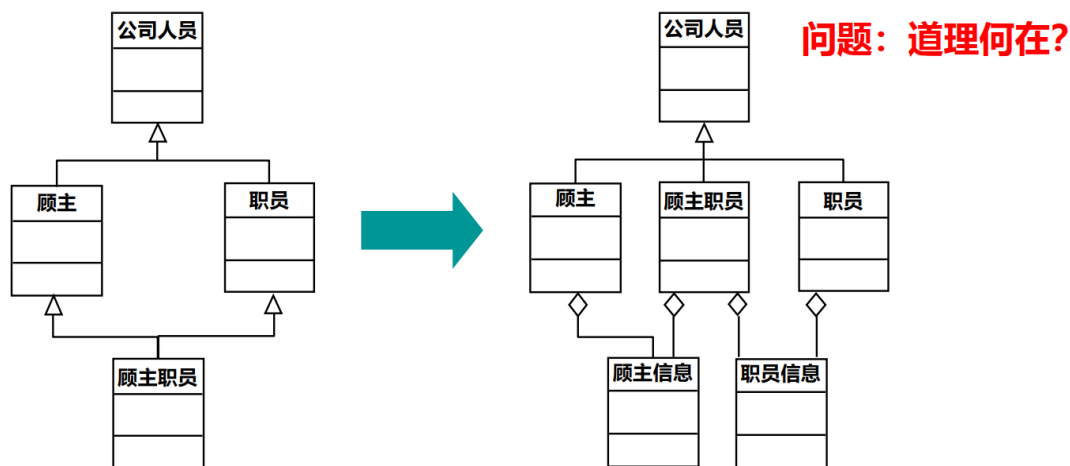 公司人员
顾主
职员
顾主职员
公司人员
问题：道理何在?
顾主
顾主职员
职员
顾主信息
职员信息